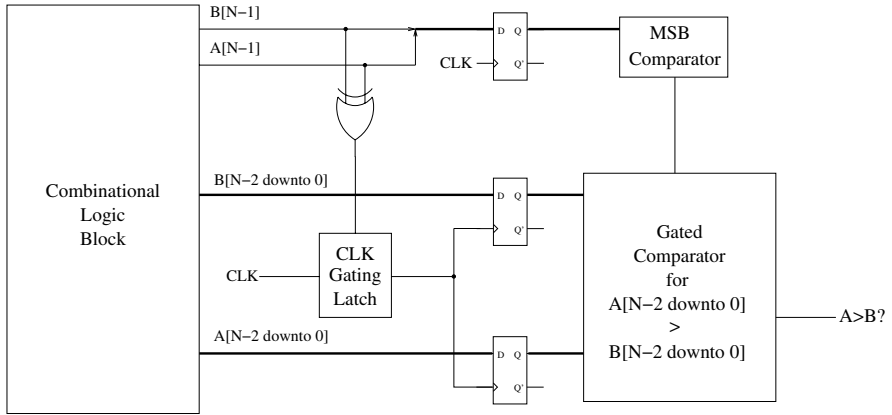 B[N−1]
A[N−1]
D Q
CLK
Q'
MSB
Comparator
B[N−2 downto 0]
D Q
Q'
Combinational
Logic
Block
CLK
CLK
Gating
Latch
Gated
Comparator
for
A[N−2 downto 0]
>
B[N−2 downto 0]
A>B?
A[N−2 downto 0]
D Q
Q'